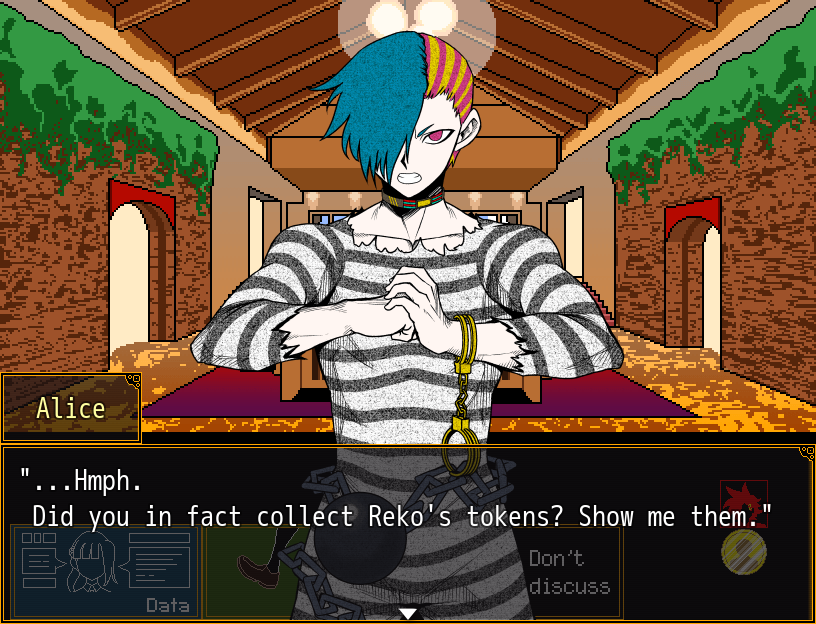 Alice
"...Hmph.
Did you in fact collect Reko's tokens? Show me them."
Data
Don't
discuss